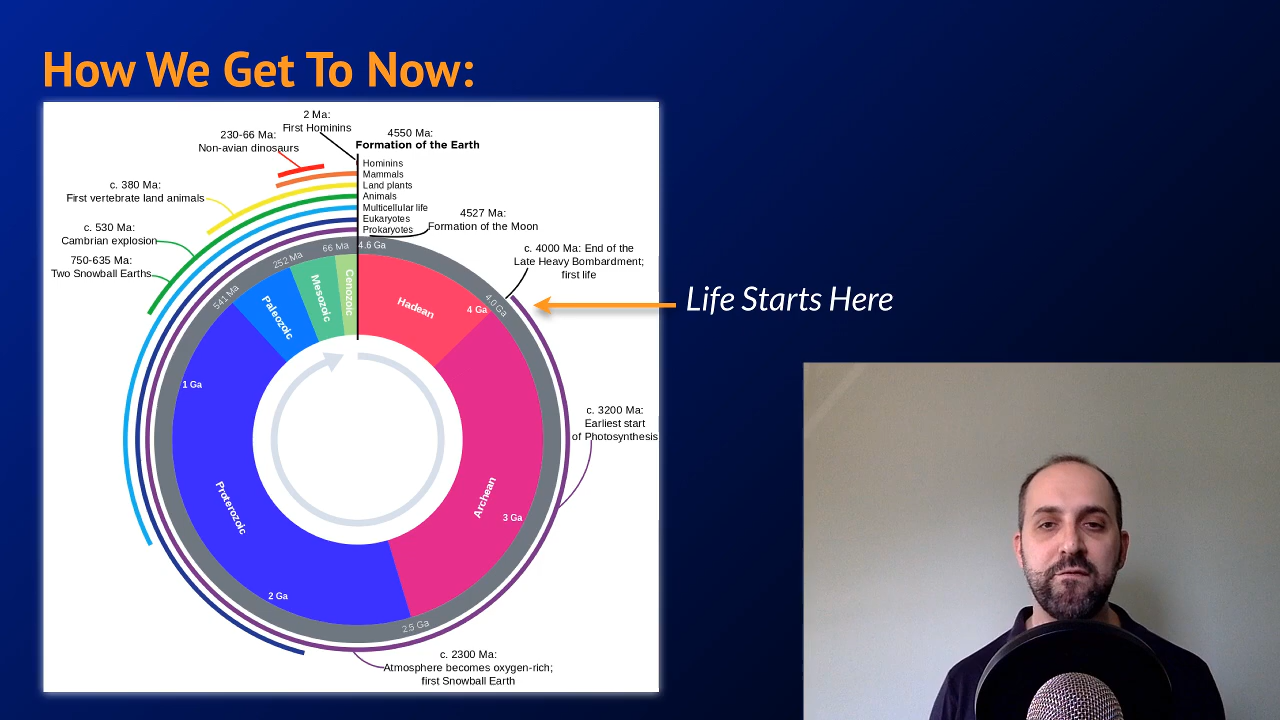 How We Get To Now:
2 Ma:
First Hominins
4550 Ma:
Formation of the Earth
230-66 Ma:
Non-avian dinosaurs
Hominins
Mammals
Land plants
Animals
Multicellular life
Eukaryotes
Prokaryotes
c. 380 Ma:
First vertebrate land animals
4527 Ma:
Formation of the Moon
c. 530 Ma:
Cambrian explosion
750-635 Ma:
Two Snowball Earths
c. 4000 Ma: End of the
Late Heavy Bombardment;
first life
4.6 Ga
66 Ma
252 Ma
541 Ma
4.0 Ga
2.5 Ga
Hadean
4 Ga
Cenozoic
Mesozoic
Paleozoic
1 Ga
Proterozoic
2 Ga
Archean
3 Ga
Life Starts Here
c. 3200 Ma:
Earliest start
of Photosynthesis
c. 2300 Ma:
Atmosphere becomes oxygen-rich;
first Snowball Earth